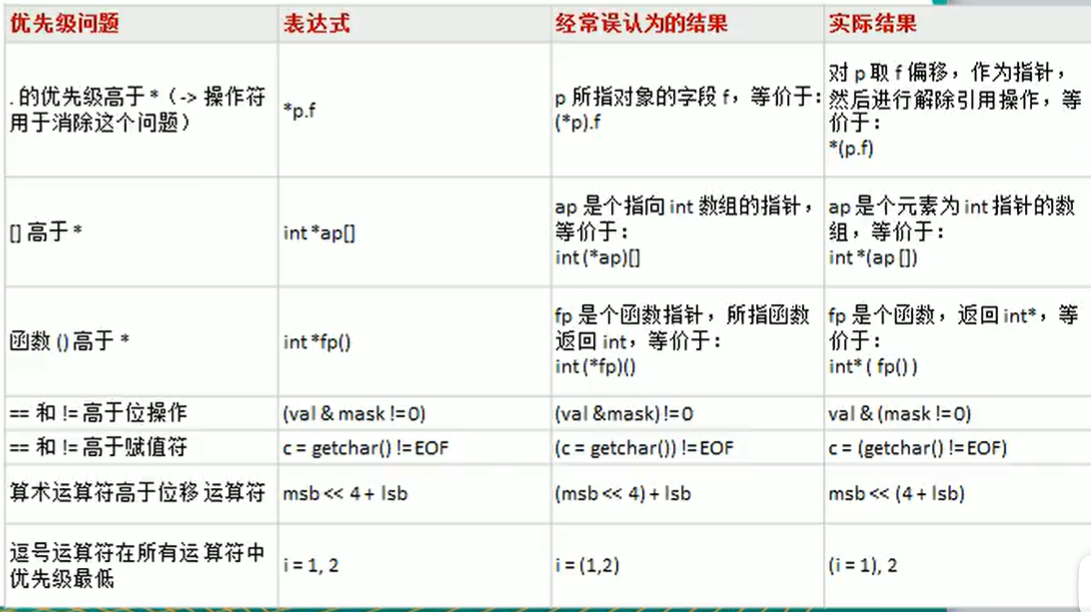 优先级问题 表达式 经常误认为的结果 实际结果
. 的优先级高于 *（-> 操作符
用于消除这个问题）
*p.f
p 所指对象的字段 f，等价于：
(*p).f
对 p 取 f 偏移，作为指针，
然后进行解除引用操作，等
价于：
*(p.f)
[] 高于 *
int *ap[]
ap 是个指向 int 数组的指针，
等价于：
int (*ap)[]
ap 是个元素为 int 指针的数
组，等价于：
int *(ap [])
函数 () 高于 *
int *fp()
fp 是个函数指针，所指函数
返回 int，等价于：
int (*fp)()
fp 是个函数，返回 int*，等
价于：
int* ( fp() )
== 和 != 高于位操作 (val & mask != 0) (val &mask) != 0 val & (mask != 0)
== 和 != 高于赋值符 c = getchar() != EOF (c = getchar()) != EOF c = (getchar() != EOF)
算术运算符高于位移 运算符 msb << 4 + lsb (msb << 4) + lsb msb << (4 + lsb)
逗号运算符在所有运 算符中
优先级最低
i = 1, 2
i = (1,2)
(i = 1), 2